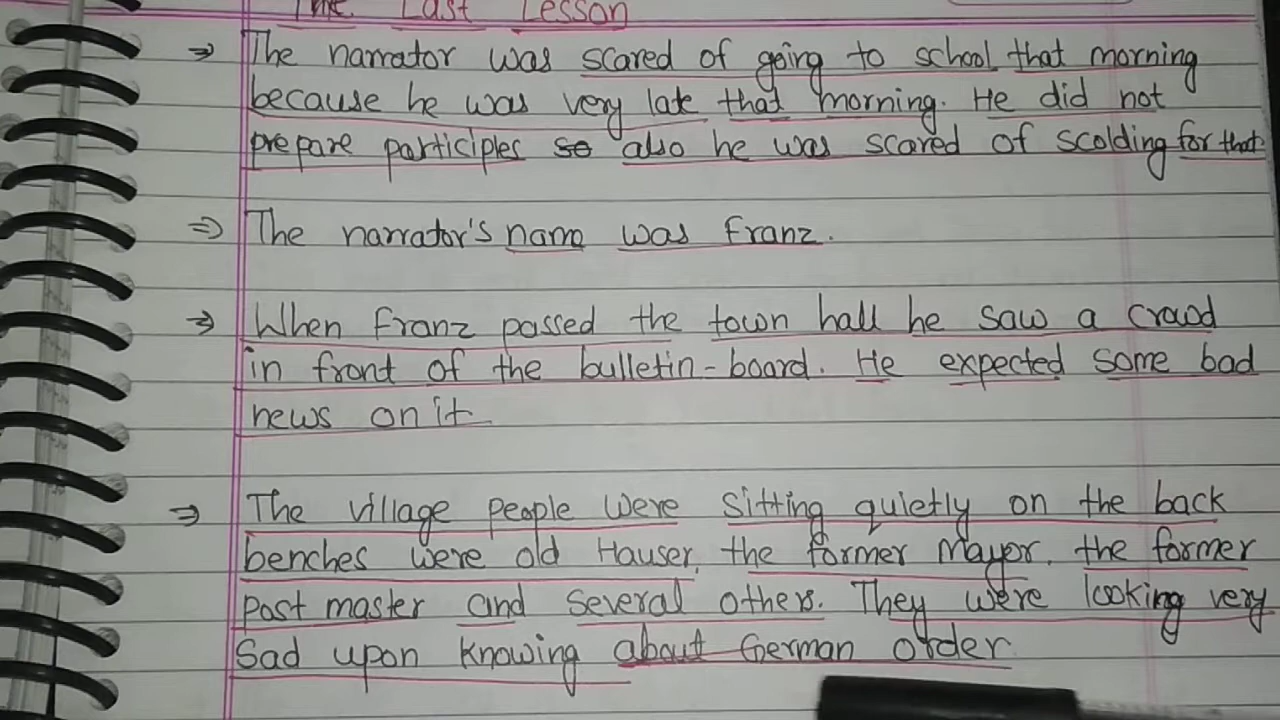 The Last Lesson
⇒ The narrator was scared of going to school that morning
because he was very late that morning. He did not
prepare participles so also he was scared of scolding for that.
⇒ The narrator's name was Franz.
⇒ When Franz passed the town hall he saw a crowd
in front of the bulletin-board. He expected some bad
news on it.
⇒ The village people were sitting quietly on the back
benches were old Hauser, the former Mayor, the former
post master and several others. They were looking very
sad upon knowing about German order.